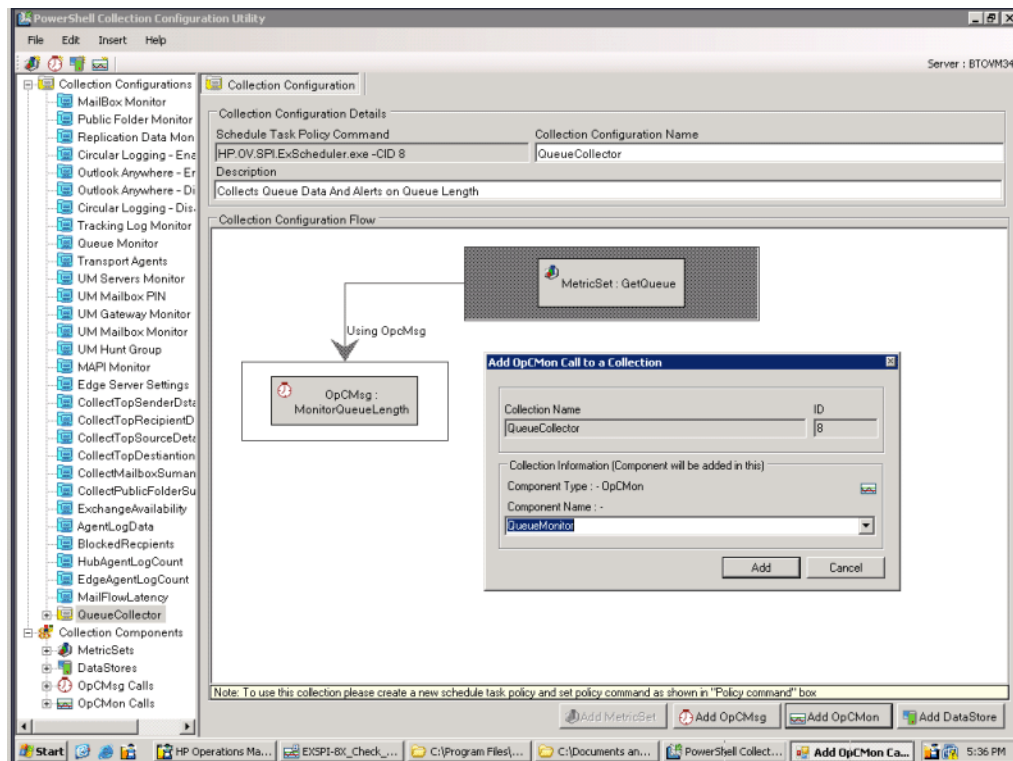 PowerShell Collection Configuration Utility
File Edit Insert Help
Server : BTOVM34
Collection Configurations
MailBox Monitor
Public Folder Monitor
Replication Data Mon
Circular Logging - Ena
Outlook Anywhere - Er
Outlook Anywhere - Di
Circular Logging - Dis.
Tracking Log Monitor
Queue Monitor
Transport Agents
UM Servers Monitor
UM Mailbox PIN
UM Gateway Monitor
UM Mailbox Monitor
UM Hunt Group
MAPI Monitor
Edge Server Settings
CollectTopSenderDsta
CollectTopRecipientD
CollectTopSourceDeta
CollectTopDestiantion
CollectMailboxSuman
CollectPublicFolderSu
ExchangeAvailability
AgentLogData
BlockedRecpients
HubAgentLogCount
EdgeAgentLogCount
MailFlowLatency
QueueCollector
Collection Components
MetricSets
DataStores
OpCMsg Calls
OpCMon Calls
Collection Configuration
Collection Configuration Details
Schedule Task Policy Command
Collection Configuration Name
HP.OV.SPI.ExScheduler.exe -CID 8
QueueCollector
Description
Collects Queue Data And Alerts on Queue Length
Collection Configuration Flow
MetricSet : GetQueue
Using OpcMsg
OpCMsg :
MonitorQueueLength
Add OpCMon Call to a Collection
Collection Name
ID
QueueCollector
8
Collection Information (Component will be added in this)
Component Type : - OpCMon
Component Name : -
QueueMonitor
Add
Cancel
Note: To use this collection please create a new schedule task policy and set policy command as shown in "Policy command" box
Add MetricSet
Add OpCMsg
Add OpCMon
Add DataStore
Start
HP Operations Ma...
EXSPI-8X_Check_...
C:\Program Files\...
C:\Documents an...
PowerShell Collect...
Add OpCMon Ca...
5:36 PM